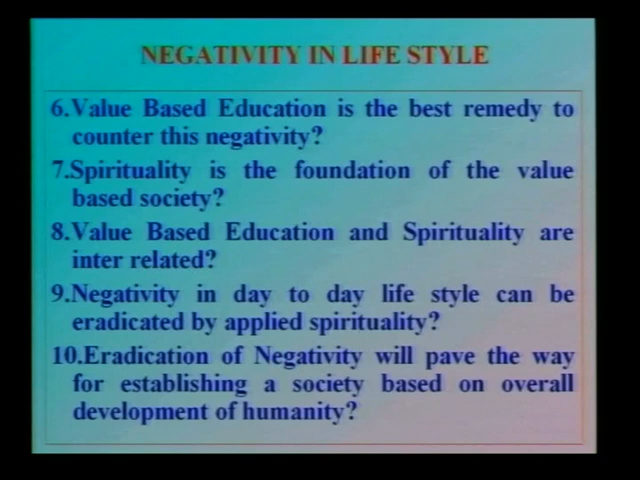 NEGATIVITY IN LIFE STYLE
6.Value Based Education is the best remedy to
counter this negativity?
7.Spirituality is the foundation of the value
based society?
8.Value Based Education and Spirituality are
inter related?
9.Negativity in day to day life style can be
eradicated by applied spirituality?
10.Eradication of Negativity will pave the way
for establishing a society based on overall
development of humanity?